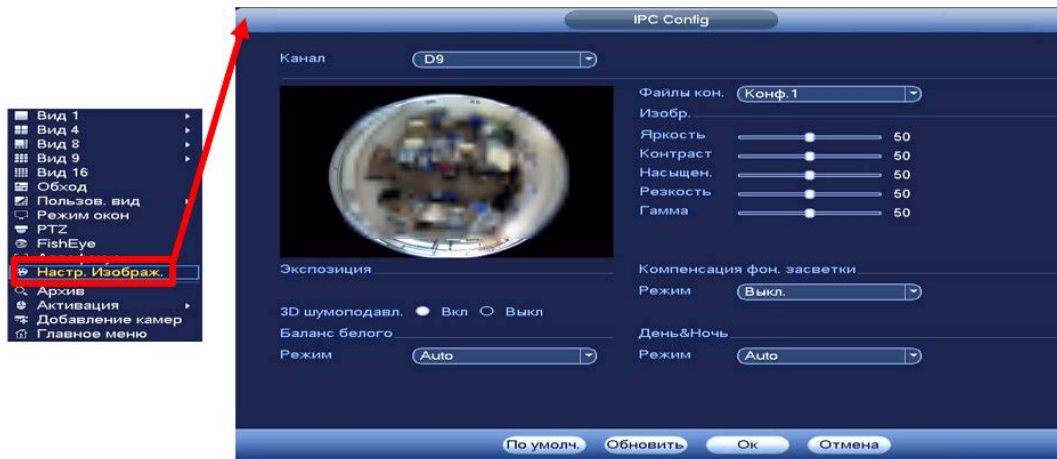 Вид 1
Вид 4
Вид 8
Вид 9
Вид 16
Обход
Пользов. вид
Режим окон
PTZ
FishEye
Настр. Изображ.
Архив
Активация
Добавление камер
Главное меню
IPC Config
Канал D9
Файлы кон. Конф.1
Изобр.
Яркость 50
Контраст 50
Насыщен. 50
Резкость 50
Гамма 50
Экспозиция
3D шумоподавл. Вкл Выкл
Баланс белого
Режим Auto
Компенсация фон. засветки
Режим Выкл.
День&Ночь
Режим Auto
По умолч. Обновить Ок Отмена